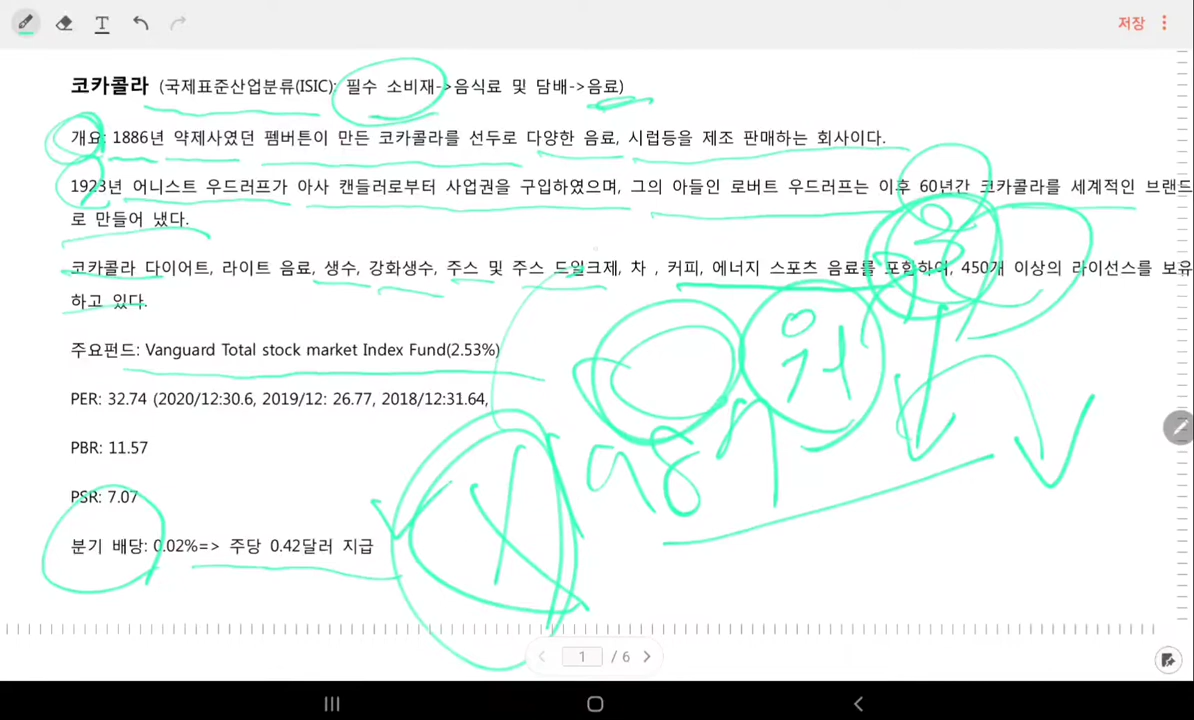 저장
코카콜라 (국제표준산업분류(ISIC): 필수 소비재->음식료 및 담배->음료)
개요: 1886년 약제사였던 펨버튼이 만든 코카콜라를 선두로 다양한 음료, 시럽등을 제조 판매하는 회사이다.
1923년 어니스트 우드러프가 아사 캔들러로부터 사업권을 구입하였으며, 그의 아들인 로버트 우드러프는 이후 60년간 코카콜라를 세계적인 브랜드
로 만들어 냈다.
코카콜라 다이어트, 라이트 음료, 생수, 강화생수, 주스 및 주스 드링크제, 차 , 커피, 에너지 스포츠 음료를 포함하여, 450개 이상의 라이선스를 보유
하고 있다.
주요펀드: Vanguard Total stock market Index Fund(2.53%)
PER: 32.74 (2020/12:30.6, 2019/12: 26.77, 2018/12:31.64,
PBR: 11.57
PSR: 7.07
분기 배당: 0.02%=> 주당 0.42달러 지급
1 / 6